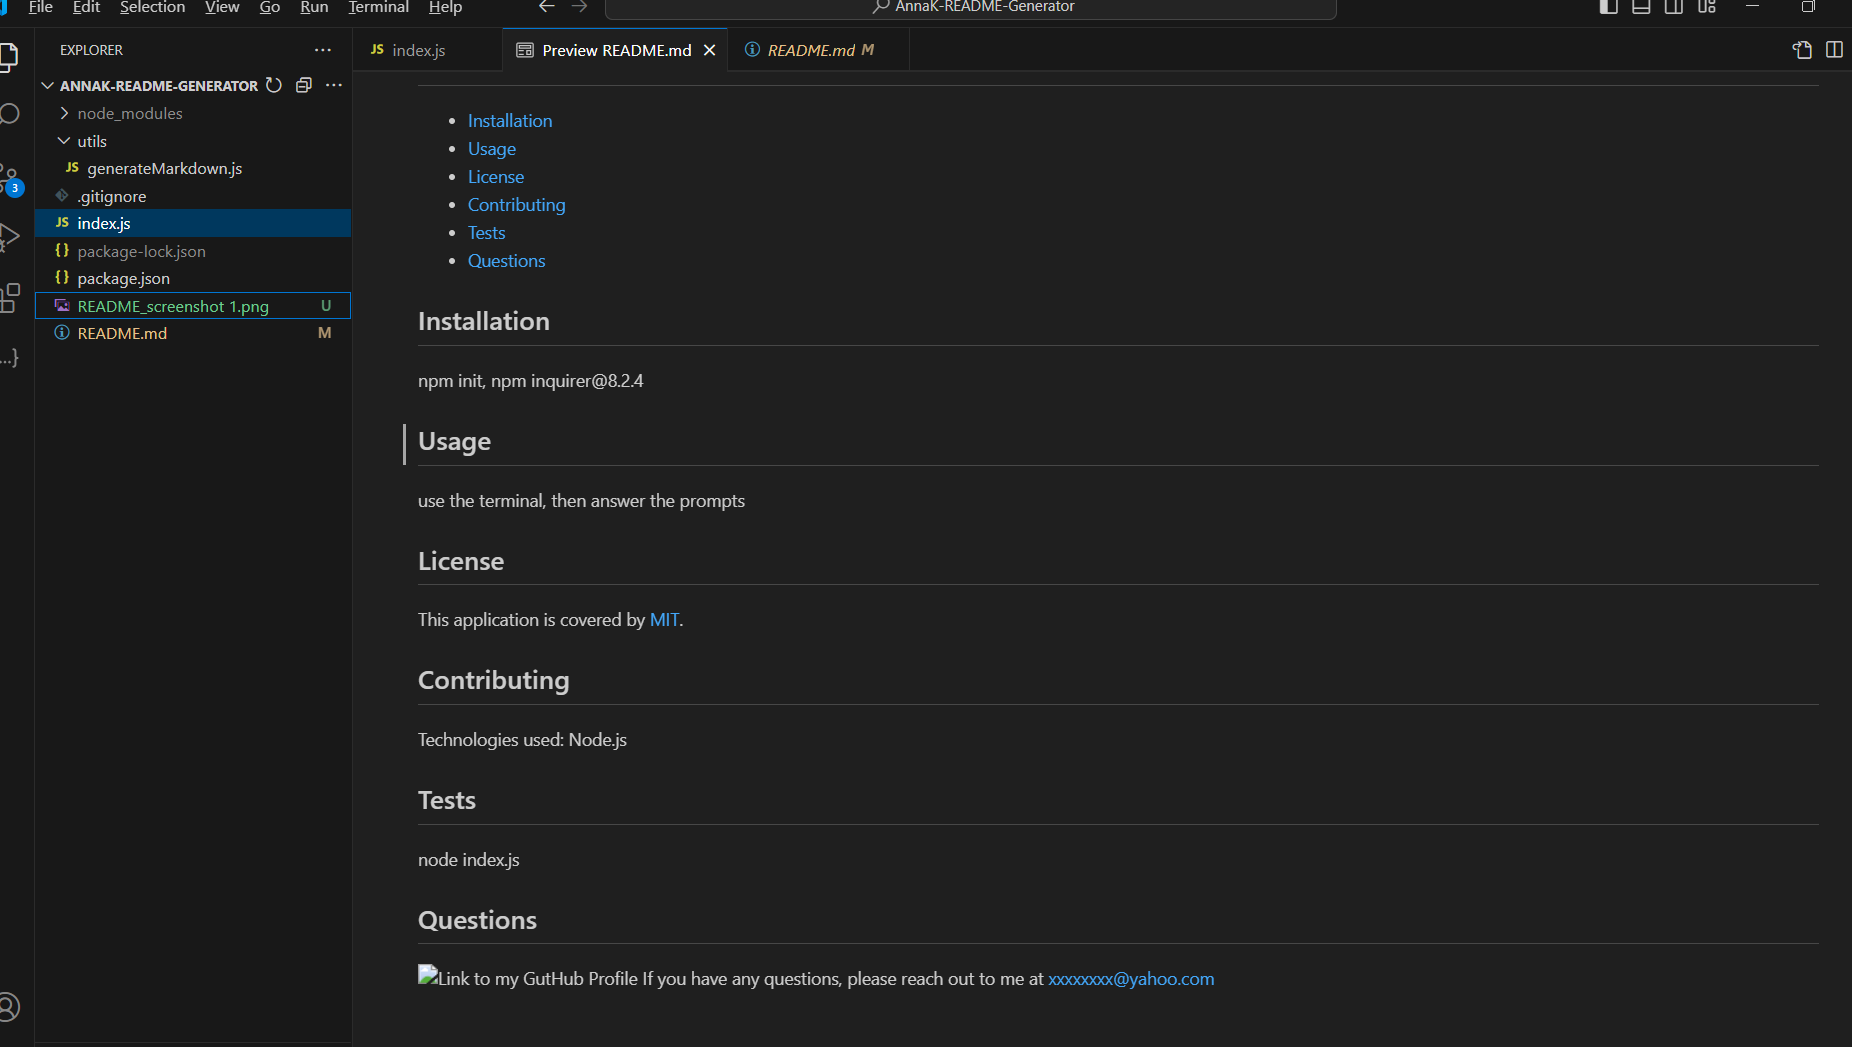 File Edit Selection View Go Run Terminal Help
AnnaK-README-Generator
EXPLORER
ANNAK-README-GENERATOR
node_modules
utils
JS generateMarkdown.js
.gitignore
JS index.js
{} package-lock.json
{} package.json
README_screenshot 1.png U
README.md M
3
JS index.js
Preview README.md
README.md M
Installation
Usage
License
Contributing
Tests
Questions
Installation
npm init, npm inquirer@8.2.4
Usage
use the terminal, then answer the prompts
License
This application is covered by MIT.
Contributing
Technologies used: Node.js
Tests
node index.js
Questions
Link to my GutHub Profile If you have any questions, please reach out to me at xxxxxxxx@yahoo.com